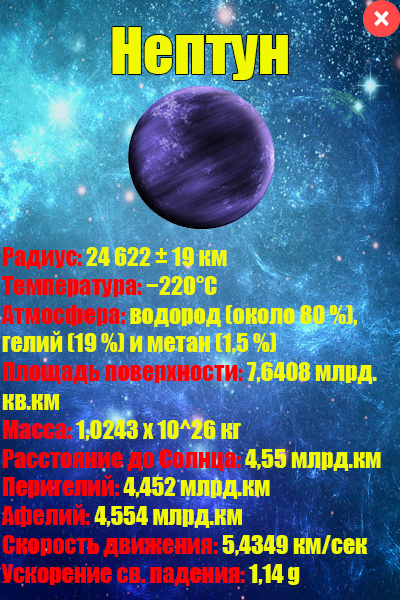 Нептун
Радиус: 24 622 ± 19 км
Температура: −220°C
Атмосфера: водород (около 80 %),
гелий (19 %) и метан (1,5 %)
Площадь поверхности: 7,6408 млрд.
кв.км
Масса: 1,0243 x 10^26 кг
Расстояние до Солнца: 4,55 млрд.км
Перигелий: 4,452 млрд.км
Афелий: 4,554 млрд.км
Скорость движения: 5,4349 км/сек
Ускорение св. падения: 1,14 g